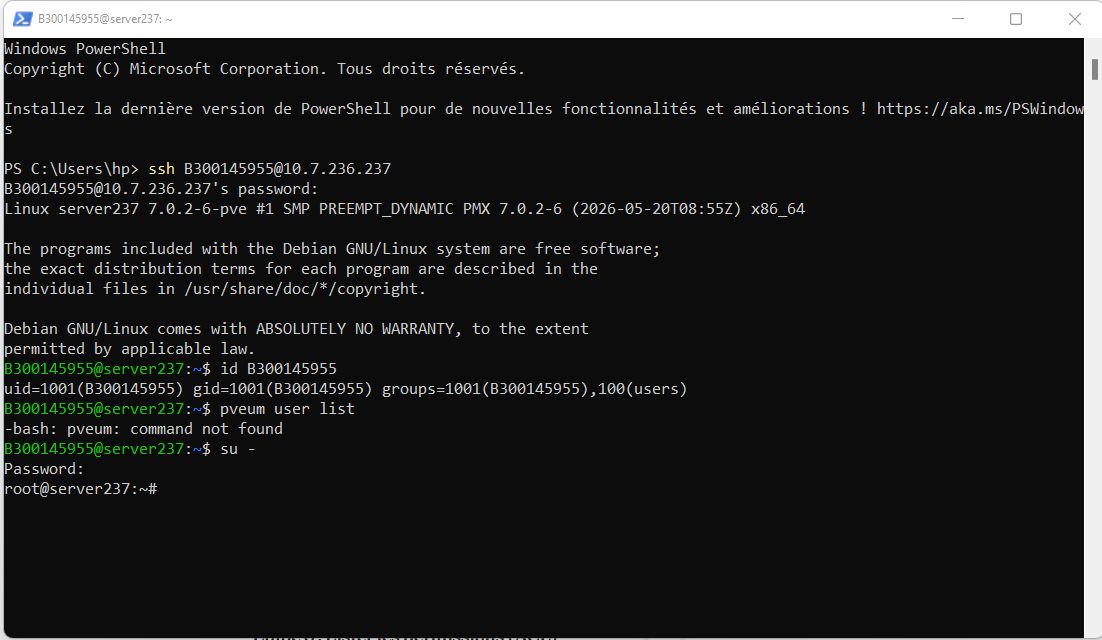 B300145955@server237: ~
Windows PowerShell
Copyright (C) Microsoft Corporation. Tous droits réservés.
Installez la dernière version de PowerShell pour de nouvelles fonctionnalités et améliorations ! https://aka.ms/PSWindow
s
PS C:\Users\hp> ssh B300145955@10.7.236.237
B300145955@10.7.236.237's password:
Linux server237 7.0.2-6-pve #1 SMP PREEMPT_DYNAMIC PMX 7.0.2-6 (2026-05-20T08:55Z) x86_64
The programs included with the Debian GNU/Linux system are free software;
the exact distribution terms for each program are described in the
individual files in /usr/share/doc/*/copyright.
Debian GNU/Linux comes with ABSOLUTELY NO WARRANTY, to the extent
permitted by applicable law.
B300145955@server237:~$ id B300145955
uid=1001(B300145955) gid=1001(B300145955) groups=1001(B300145955),100(users)
B300145955@server237:~$ pveum user list
-bash: pveum: command not found
B300145955@server237:~$ su -
Password:
root@server237:~#